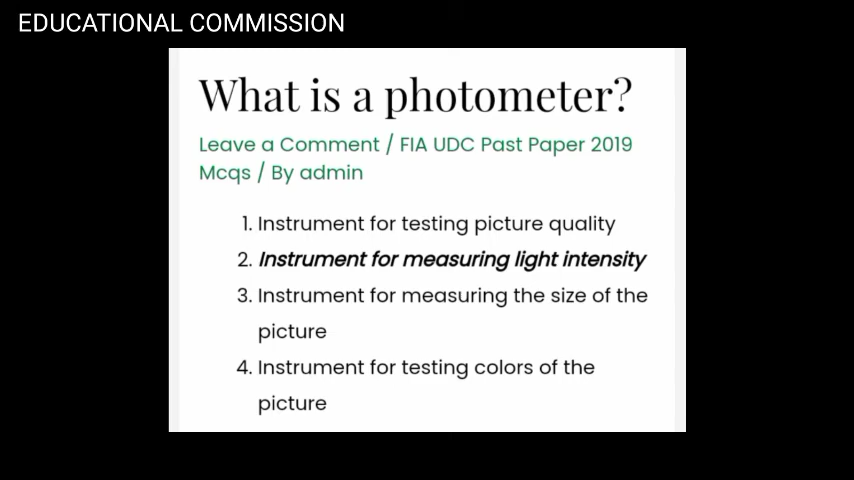 EDUCATIONAL COMMISSION
What is a photometer?
Leave a Comment / FIA UDC Past Paper 2019
Mcqs / By admin
1. Instrument for testing picture quality
2. Instrument for measuring light intensity
3. Instrument for measuring the size of the
picture
4. Instrument for testing colors of the
picture